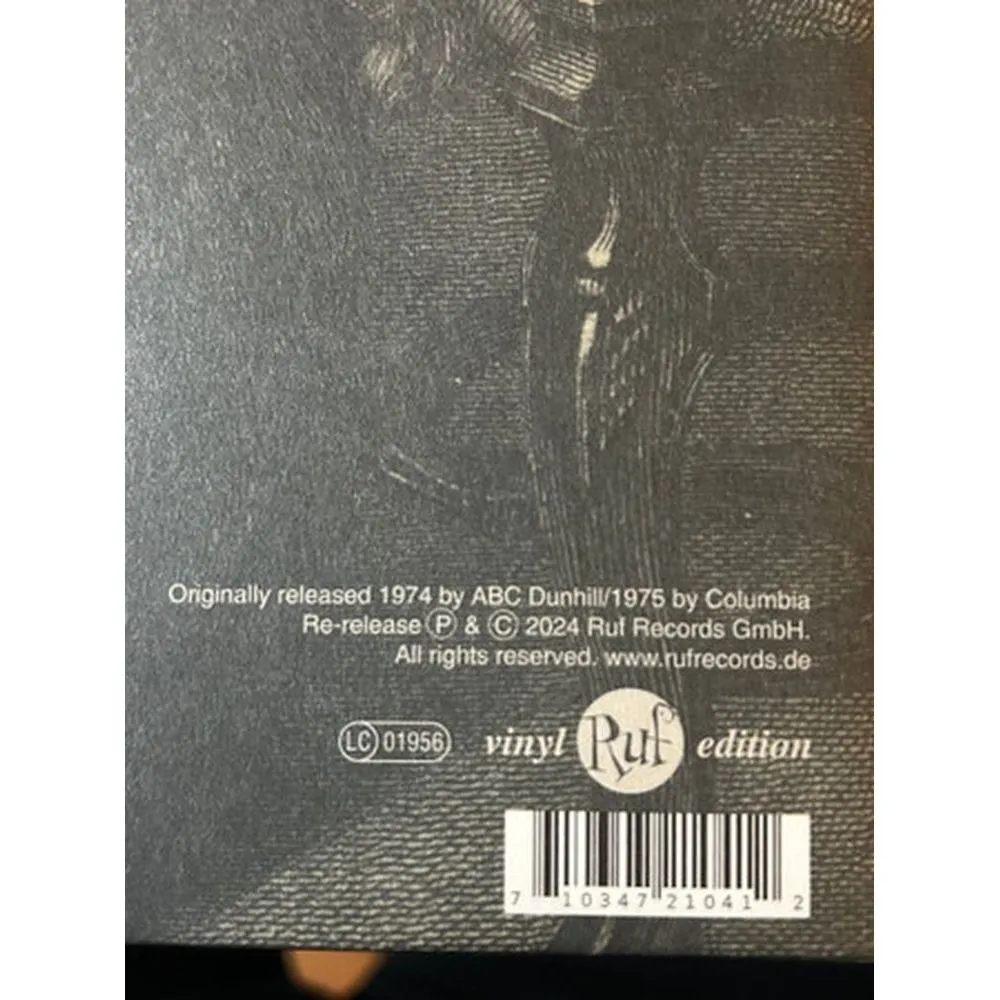 Originally released 1974 by ABC Dunhill/1975 by Columbia
Re-release Ⓟ & © 2024 Ruf Records GmbH.
All rights reserved. www.rufrecords.de
LC 01956 vinyl Ruf edition
7 10347 21041 2